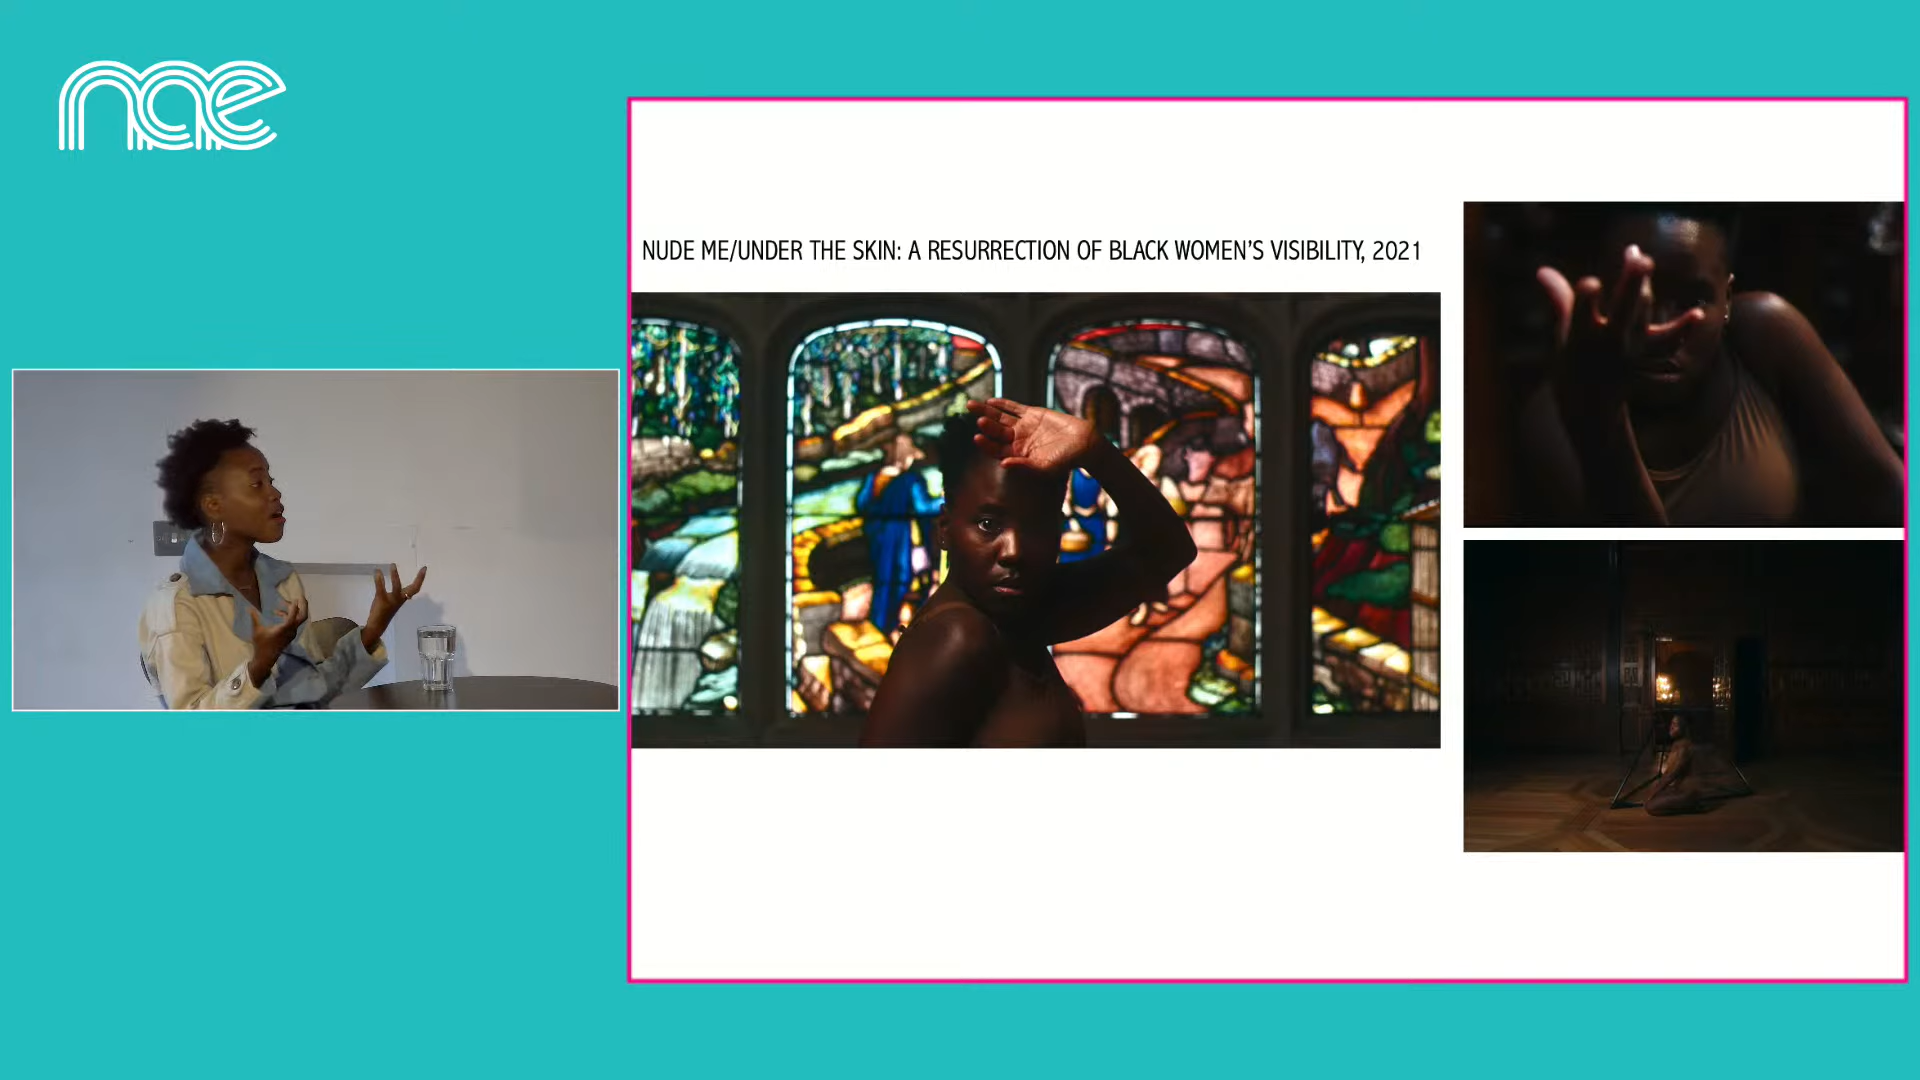 nae
NUDE ME/UNDER THE SKIN: A RESURRECTION OF BLACK WOMEN'S VISIBILITY, 2021